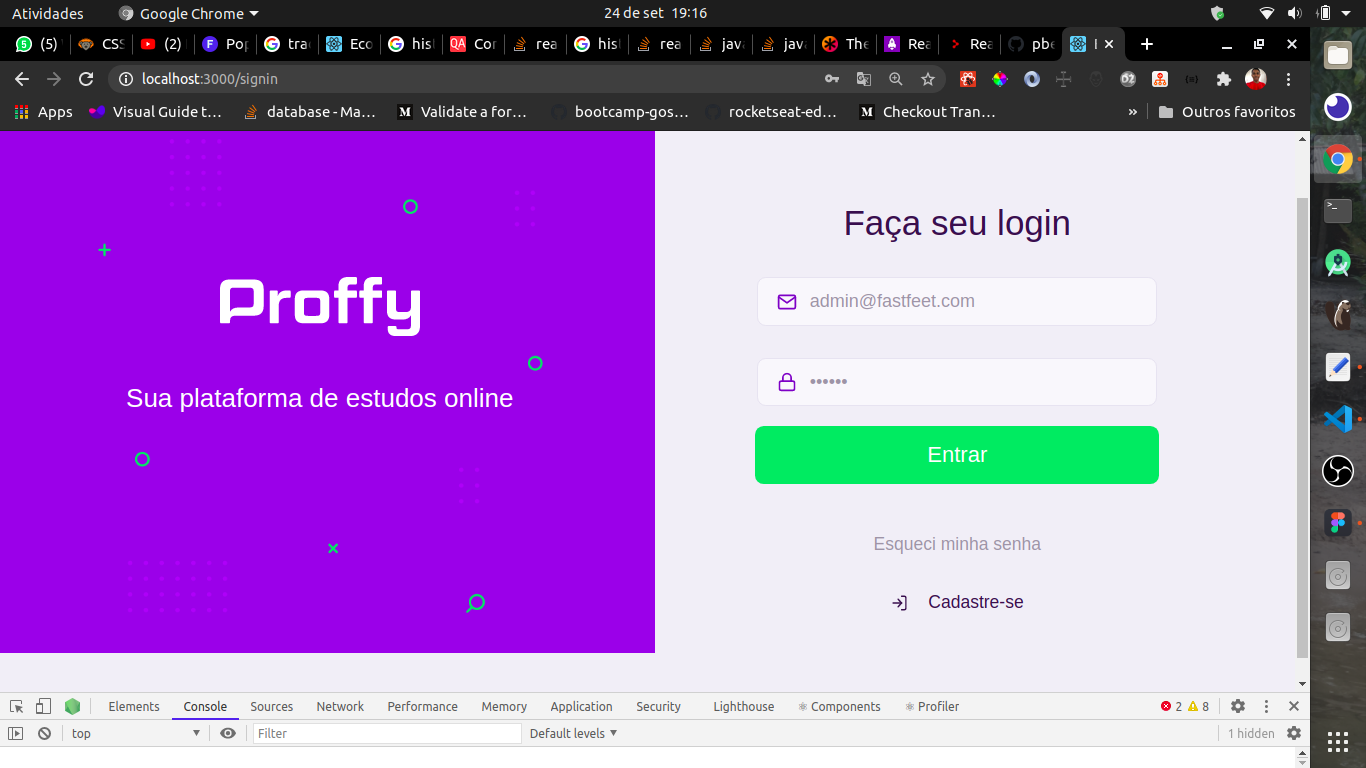 Atividades Google Chrome 24 de set 19:16
(5) CSS (2) Pop trac Eco hisl Cor rea hisl rea java java The Rea Rea pbe
localhost:3000/signin
Apps Visual Guide t… database - Ma… Validate a for… bootcamp-gos… rocketseat-ed… Checkout Tran… » Outros favoritos
Proffy
Sua plataforma de estudos online
Faça seu login
admin@fastfeet.com
••••••
Entrar
Esqueci minha senha
Cadastre-se
Elements Console Sources Network Performance Memory Application Security Lighthouse Components Profiler 2 8
top Filter Default levels 1 hidden